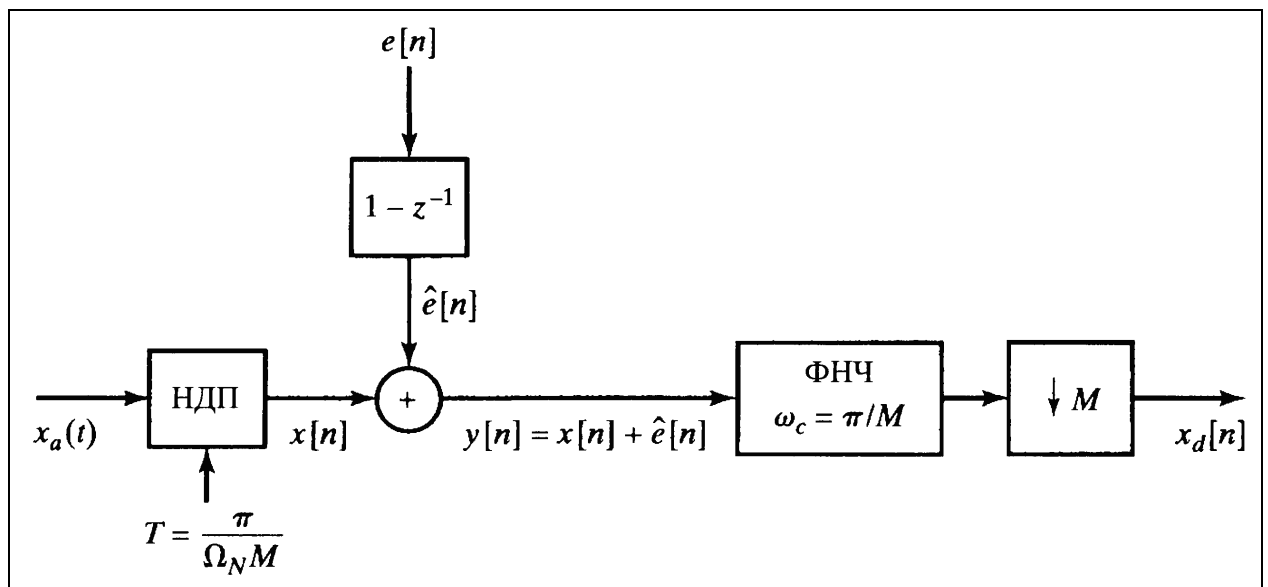 e[n]
1 − z⁻¹
ê[n]
НДП
+
ФНЧ
ω_c = π/M
↓ M
x_a(t)
x[n]
y[n] = x[n] + ê[n]
x_d[n]
T = π / Ω_N M